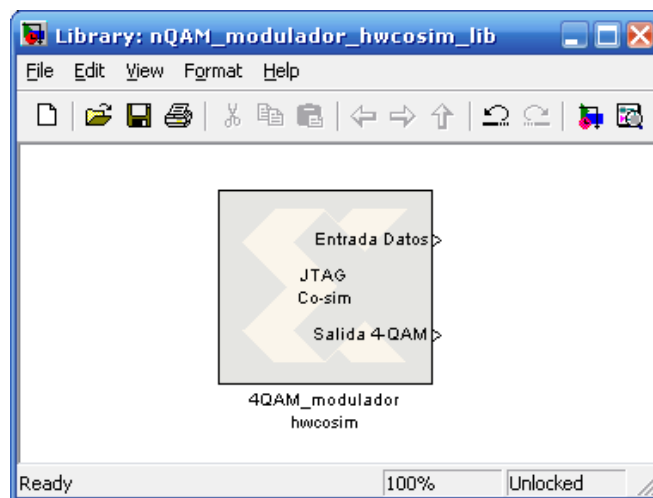 Library: nQAM_modulador_hwcosim_lib
File Edit View Format Help
Entrada Datos
JTAG
Co-sim
Salida 4-QAM
4QAM_modulador
hwcosim
Ready 100% Unlocked